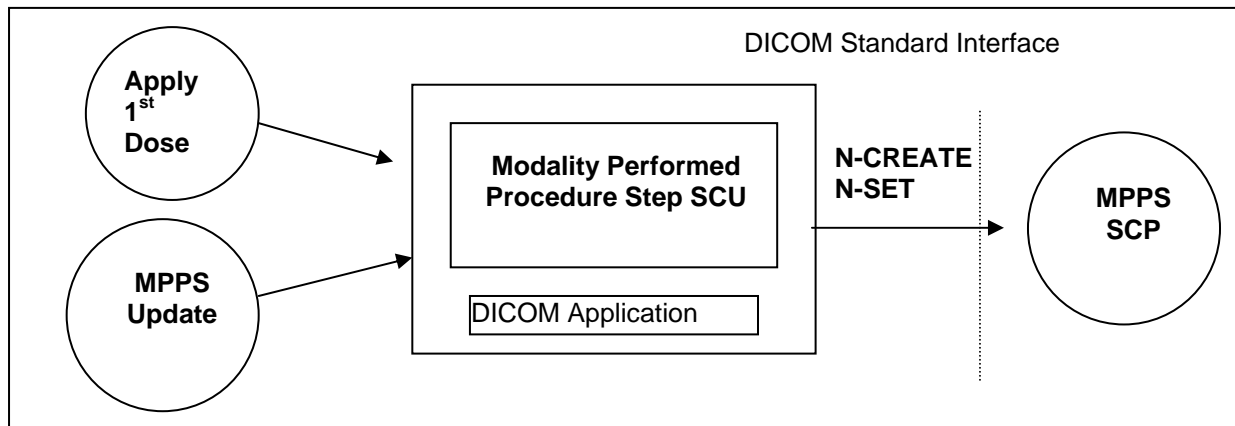 DICOM Standard Interface
Apply
1st
Dose
MPPS
Update
Modality Performed
Procedure Step SCU
DICOM Application
N-CREATE
N-SET
MPPS
SCP